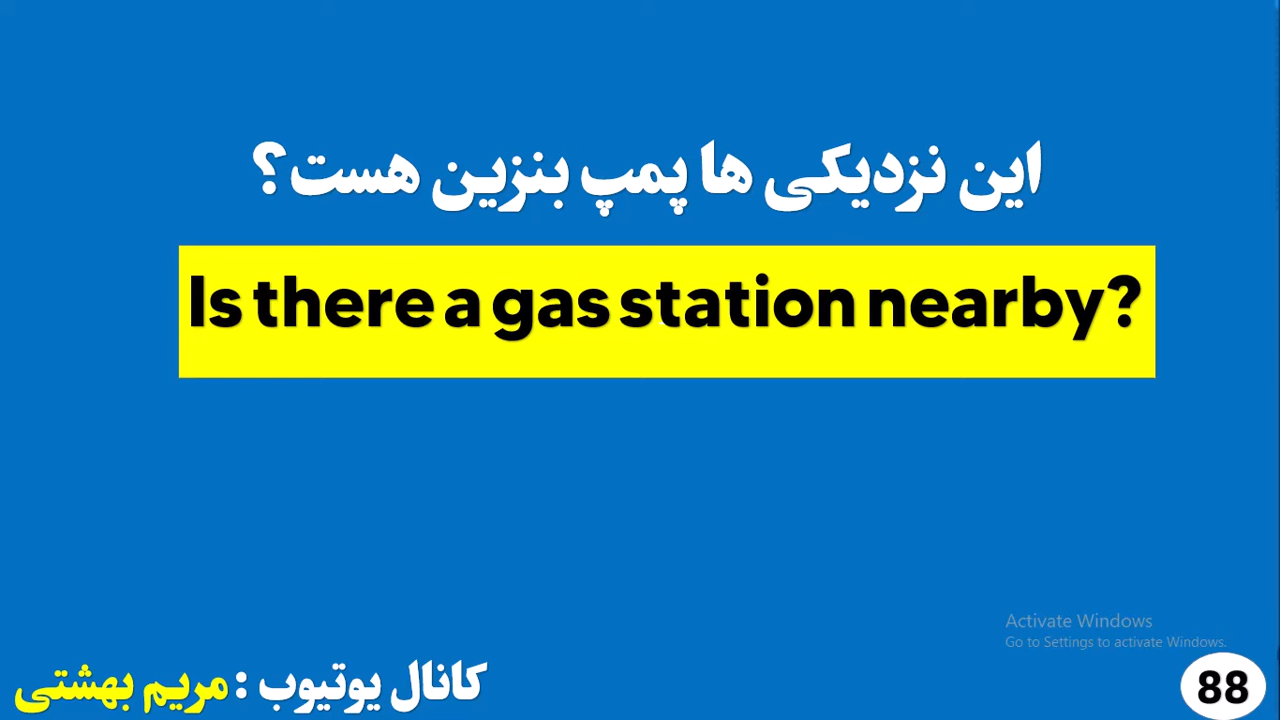 این نزدیکی ها پمپ بنزین هست؟
Is there a gas station nearby?
Activate Windows
Go to Settings to activate Windows.
کانال یوتیوب : مریم بهشتی
88